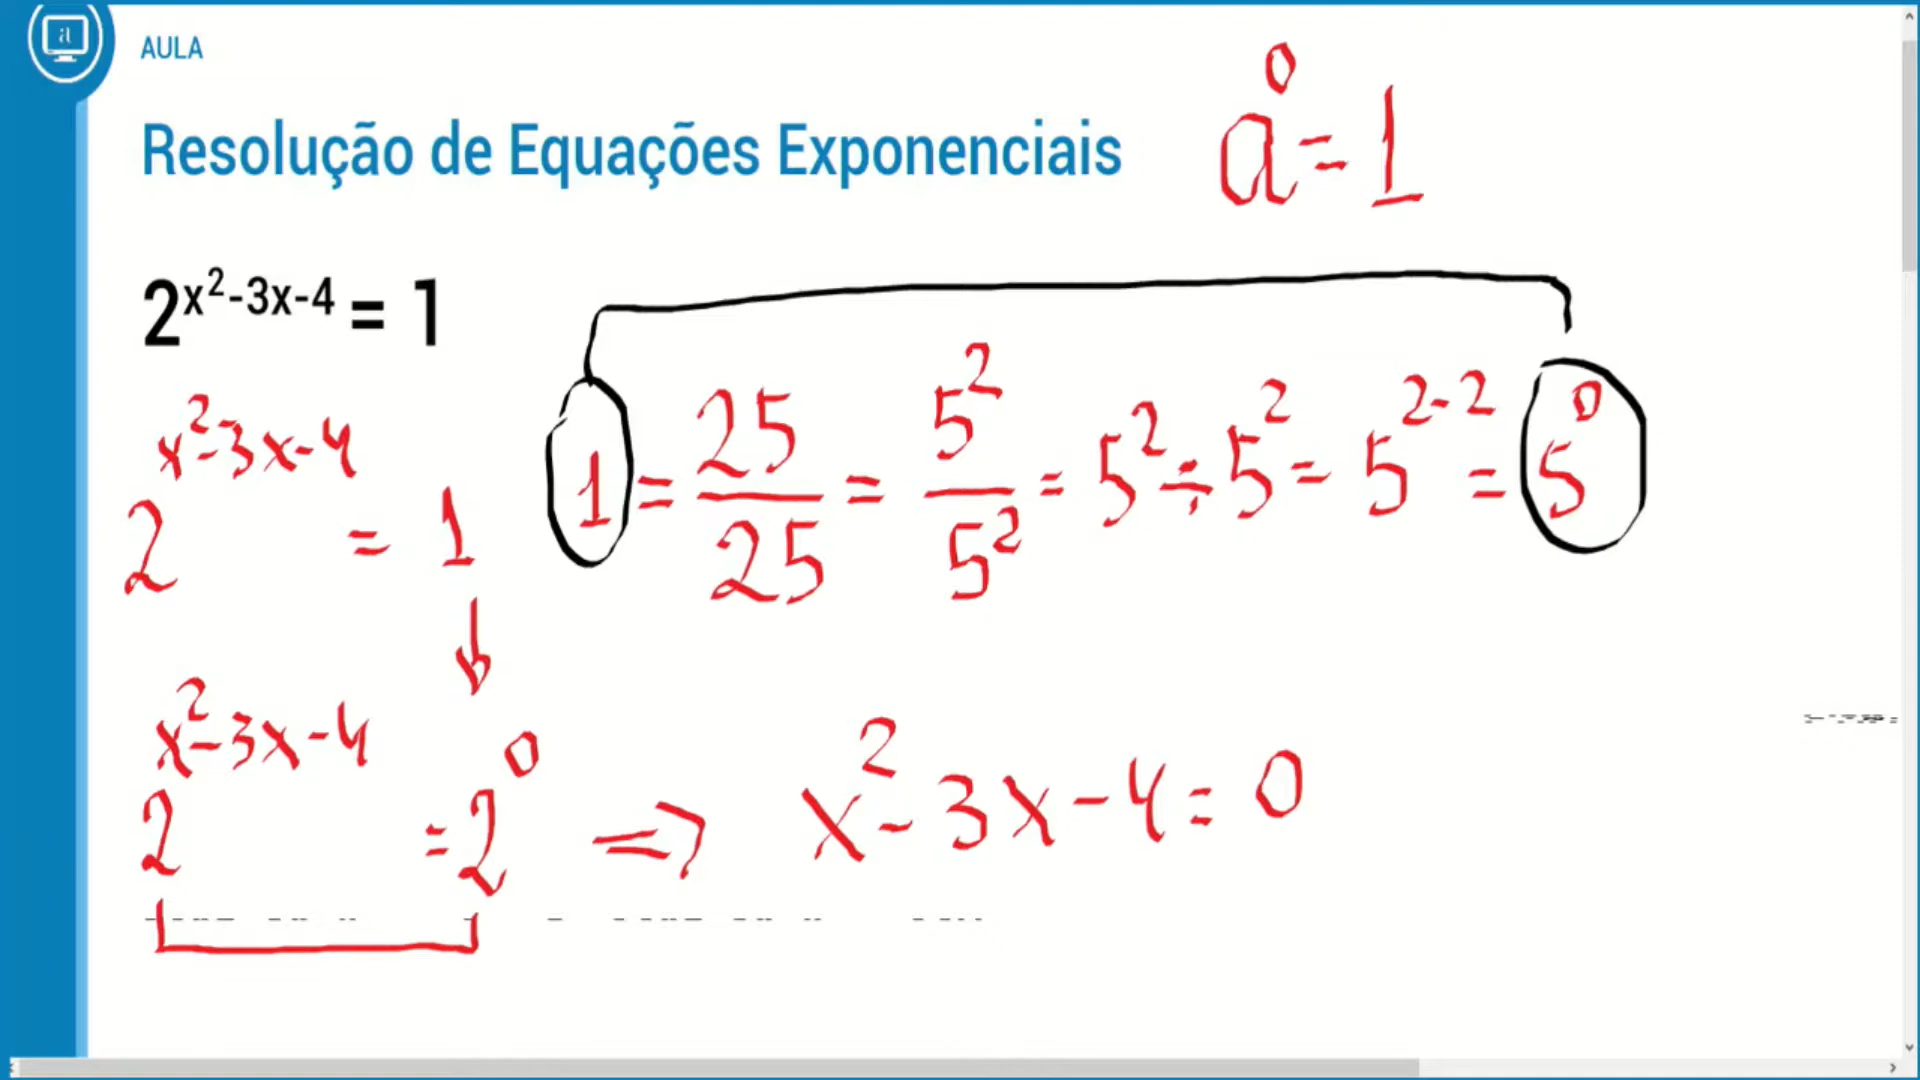 a
AULA
Resolução de Equações Exponenciais
a⁰ = 1
2^(x²-3x-4) = 1
2^(x²-3x-4) = 1
1 = 25/25 = 5²/5² = 5² ÷ 5² = 5^(2-2) = 5⁰
2^(x²-3x-4) = 2⁰ ⇒ x² - 3x - 4 = 0